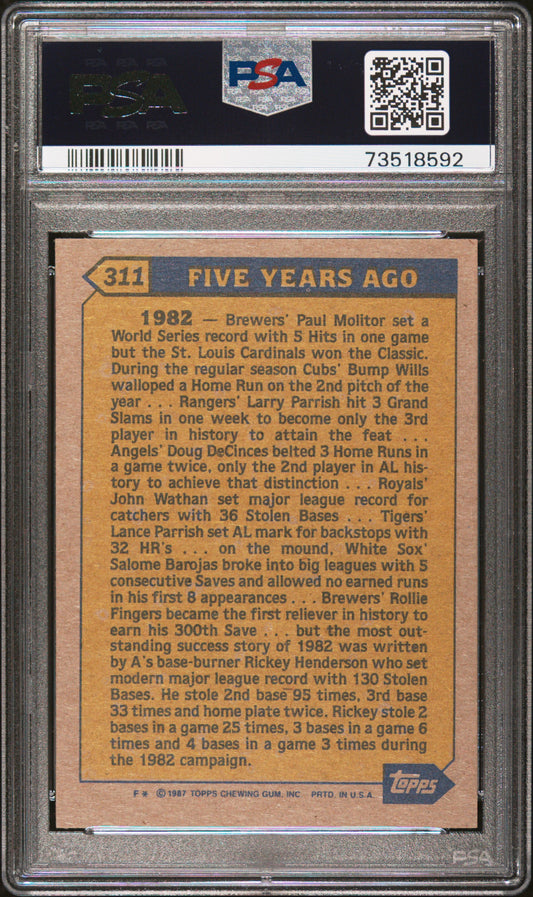 PSA
PSA
73518592
311 FIVE YEARS AGO
1982 — Brewers' Paul Molitor set a
World Series record with 5 Hits in one game
but the St. Louis Cardinals won the Classic.
During the regular season Cubs' Bump Wills
walloped a Home Run on the 2nd pitch of the
year . . . Rangers' Larry Parrish hit 3 Grand
Slams in one week to become only the 3rd
player in history to attain the feat . . .
Angels' Doug DeCinces belted 3 Home Runs in
a game twice, only the 2nd player in AL his-
tory to achieve that distinction . . . Royals'
John Wathan set major league record for
catchers with 36 Stolen Bases . . . Tigers'
Lance Parrish set AL mark for backstops with
32 HR's . . . on the mound, White Sox'
Salome Barojas broke into big leagues with 5
consecutive Saves and allowed no earned runs
in his first 8 appearances . . . Brewers' Rollie
Fingers became the first reliever in history to
earn his 300th Save . . . but the most out-
standing success story of 1982 was written
by A's base-burner Rickey Henderson who set
modern major league record with 130 Stolen
Bases. He stole 2nd base 95 times, 3rd base
33 times and home plate twice. Rickey stole 2
bases in a game 25 times, 3 bases in a game 6
times and 4 bases in a game 3 times during
the 1982 campaign.
topps
F* © 1987 TOPPS CHEWING GUM, INC. PRTD. IN U.S.A.
PSA